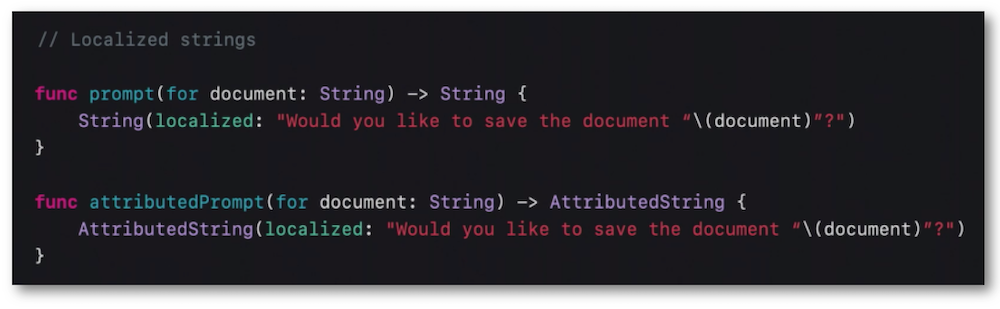 // Localized strings
func prompt(for document: String) -> String {
    String(localized: "Would you like to save the document “\(document)”?")
}
func attributedPrompt(for document: String) -> AttributedString {
    AttributedString(localized: "Would you like to save the document “\(document)”?")
}